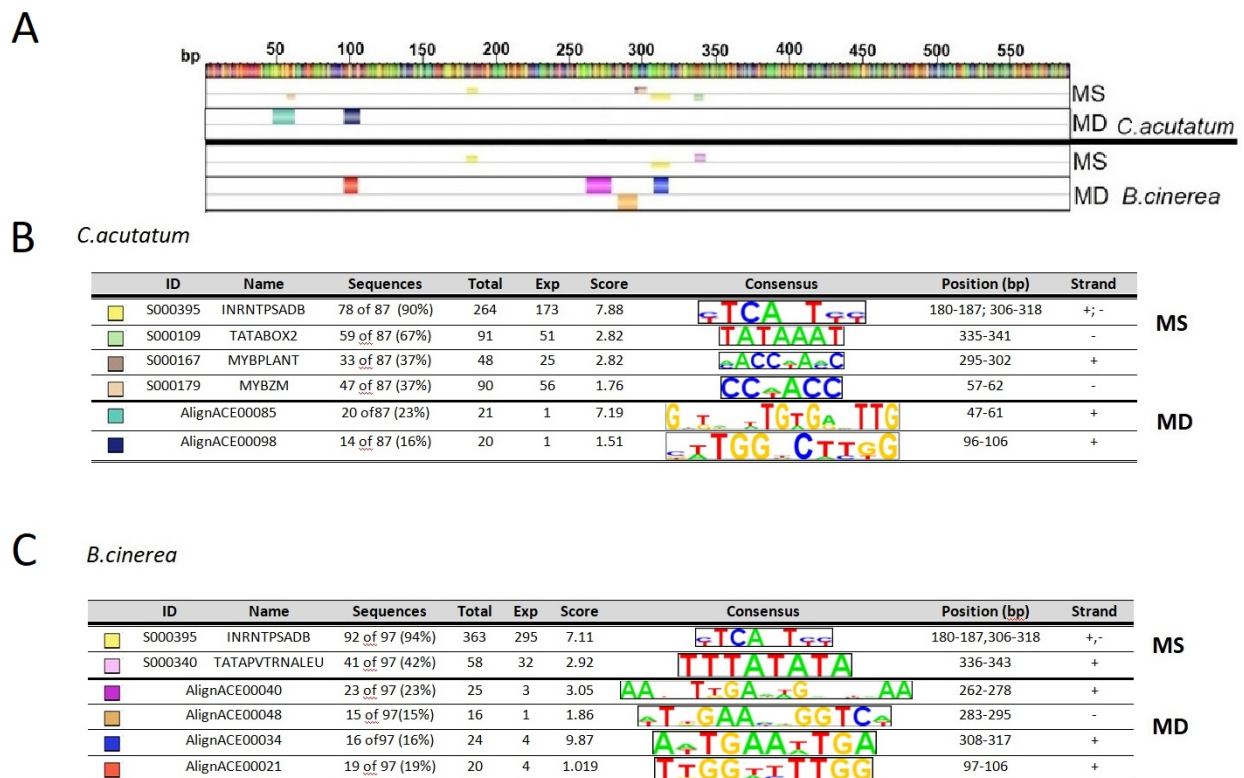 A
bp 50 100 150 200 250 300 350 400 450 500 550
MS
MD C.acutatum
MS
MD B.cinerea
B C.acutatum
ID Name Sequences Total Exp Score Consensus Position (bp) Strand
S000395 INRNTPSADB 78 of 87 (90%) 264 173 7.88 180-187; 306-318 +; -
MS
S000109 TATABOX2 59 of 87 (67%) 91 51 2.82 TATAAAT 335-341 -
S000167 MYBPLANT 33 of 87 (37%) 48 25 2.82 295-302 +
S000179 MYBZM 47 of 87 (37%) 90 56 1.76 57-62 -
AlignACE00085 20 of87 (23%) 21 1 7.19 47-61 +
MD
AlignACE00098 14 of 87 (16%) 20 1 1.51 96-106 +
C B.cinerea
ID Name Sequences Total Exp Score Consensus Position (bp) Strand
S000395 INRNTPSADB 92 of 97 (94%) 363 295 7.11 180-187,306-318 +,-
MS
S000340 TATAPVTRNALEU 41 of 97 (42%) 58 32 2.92 TTTATATA 336-343 +
AlignACE00040 23 of 97 (23%) 25 3 3.05 262-278 +
AlignACE00048 15 of 97(15%) 16 1 1.86 283-295 -
MD
AlignACE00034 16 of97 (16%) 24 4 9.87 308-317 +
AlignACE00021 19 of 97 (19%) 20 4 1.019 97-106 +